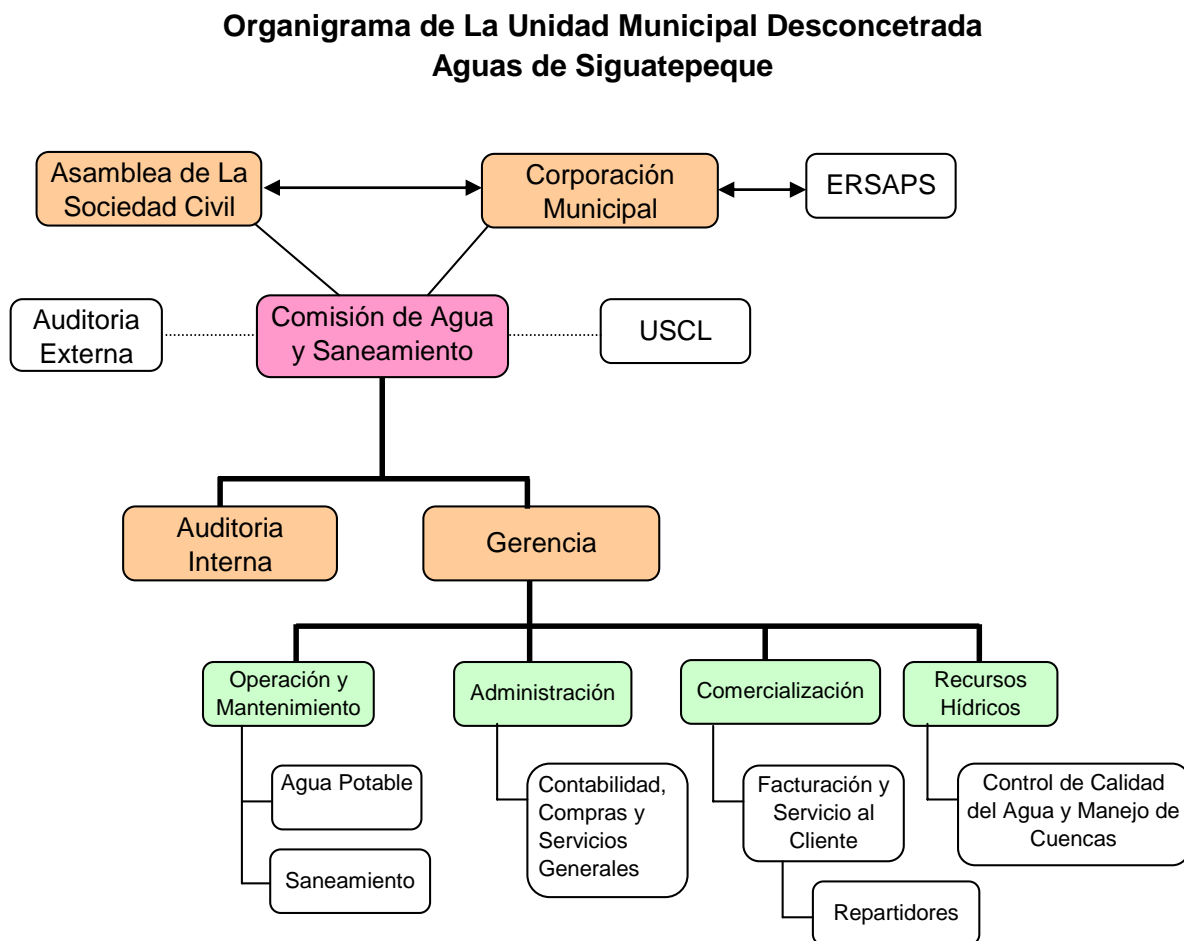 Organigrama de La Unidad Municipal Desconcetrada
Aguas de Siguatepeque
Asamblea de La
Sociedad Civil
Corporación
Municipal
ERSAPS
Auditoria
Externa
Comisión de Agua
y Saneamiento
USCL
Auditoria
Interna
Gerencia
Operación y
Mantenimiento
Administración
Comercialización
Recursos
Hídricos
Agua Potable
Saneamiento
Contabilidad,
Compras y
Servicios
Generales
Facturación y
Servicio al
Cliente
Repartidores
Control de Calidad
del Agua y Manejo de
Cuencas